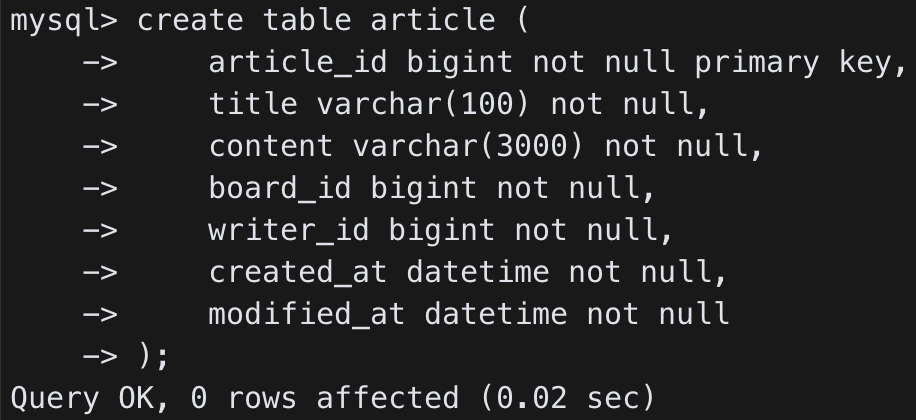 mysql> create table article (
    ->     article_id bigint not null primary key,
    ->     title varchar(100) not null,
    ->     content varchar(3000) not null,
    ->     board_id bigint not null,
    ->     writer_id bigint not null,
    ->     created_at datetime not null,
    ->     modified_at datetime not null
    -> );
Query OK, 0 rows affected (0.02 sec)